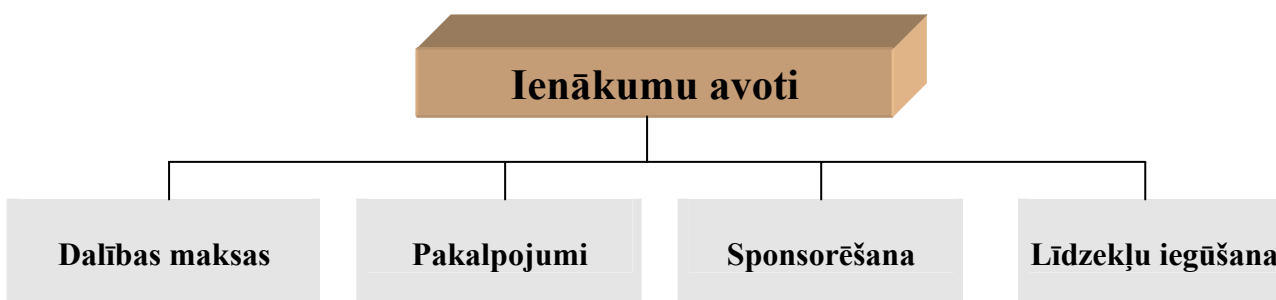 Ienākumu avoti
Dalības maksas
Pakalpojumi
Sponsorēšana
Līdzekļu iegūšana